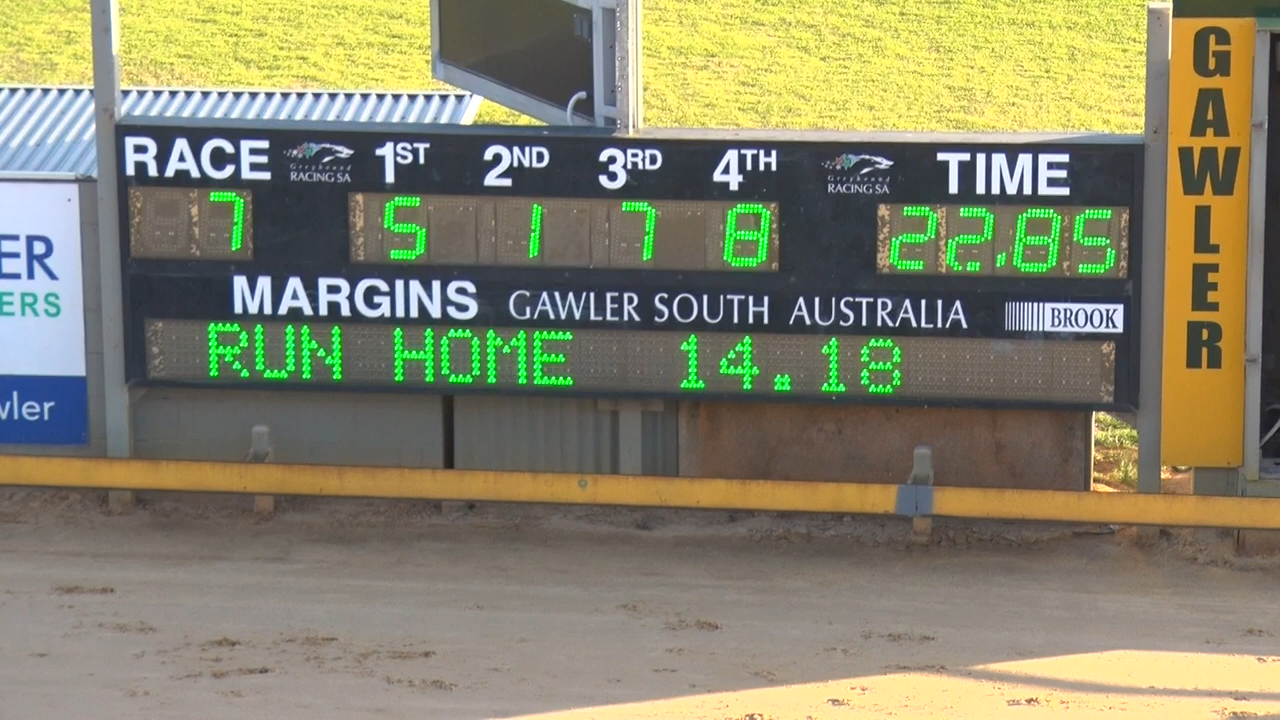 RACE
Greyhound
RACING SA
1ST 2ND 3RD 4TH
Greyhound
RACING SA
TIME
7 5 1 7 8 22.85
MARGINS GAWLER SOUTH AUSTRALIA BROOK
RUN HOME 14.18
GAWLER
ER
ERS
wler